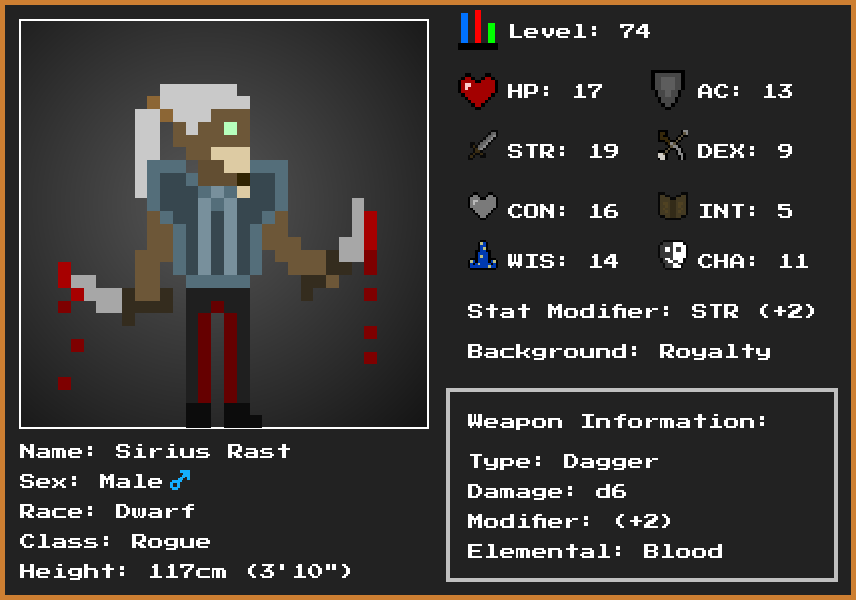 Level: 74
HP: 17
AC: 13
STR: 19
DEX: 9
CON: 16
INT: 5
WIS: 14
CHA: 11
Stat Modifier: STR (+2)
Background: Royalty
Name: Sirius Rast
Sex: Male♂
Race: Dwarf
Class: Rogue
Height: 117cm (3'10")
Weapon Information:
Type: Dagger
Damage: d6
Modifier: (+2)
Elemental: Blood